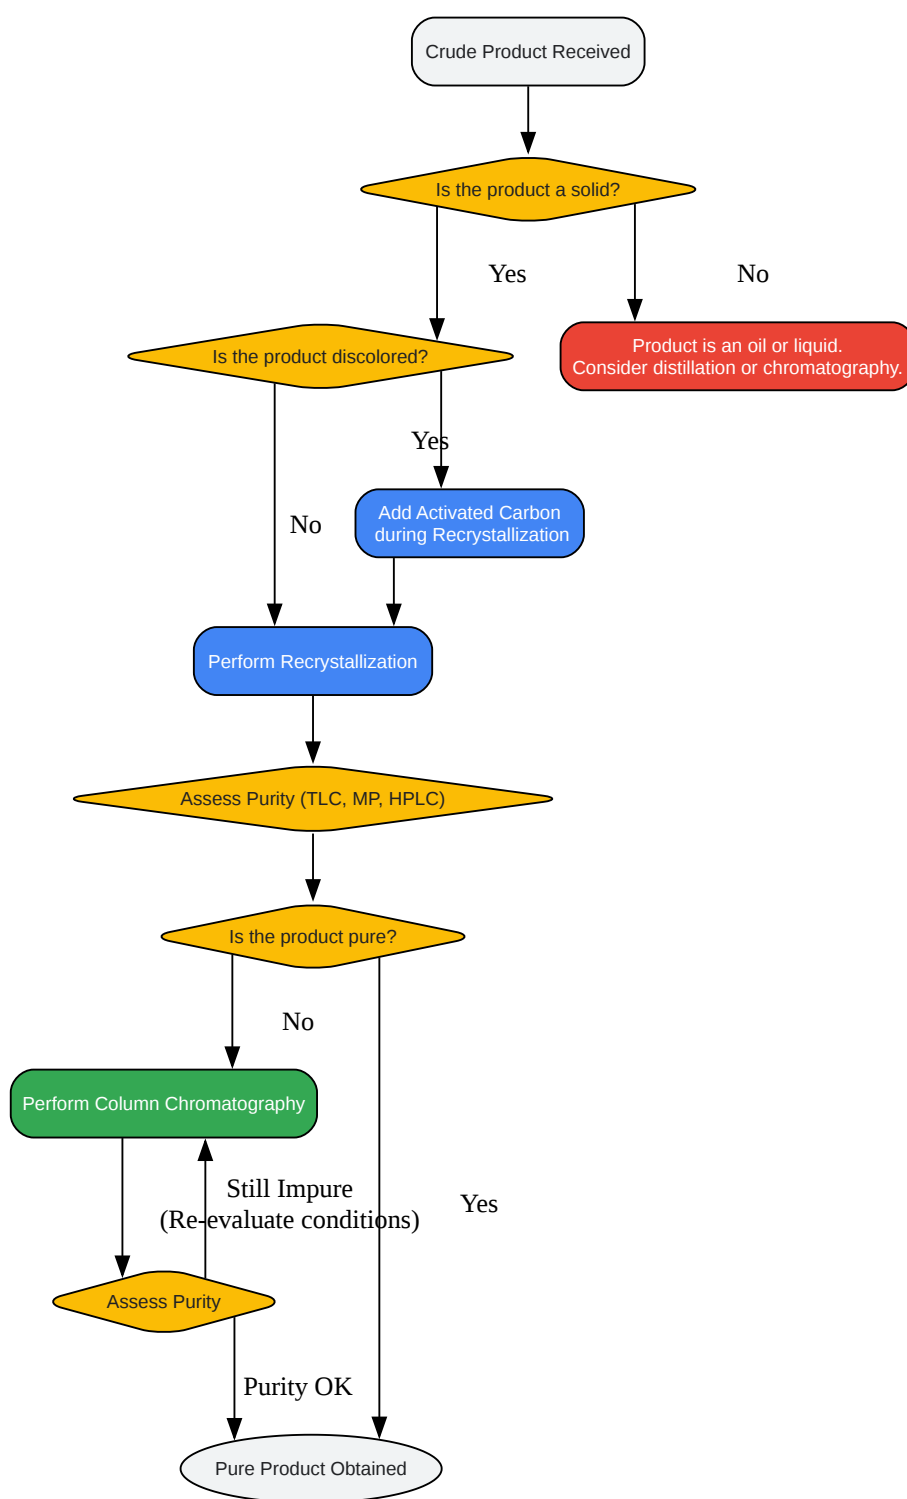 Crude Product Received
Is the product a solid?
Yes
No
Is the product discolored?
Product is an oil or liquid.
Consider distillation or chromatography.
Yes
No
Add Activated Carbon
during Recrystallization
Perform Recrystallization
Assess Purity (TLC, MP, HPLC)
Is the product pure?
No
Perform Column Chromatography
Still Impure
(Re-evaluate conditions)
Yes
Assess Purity
Purity OK
Pure Product Obtained